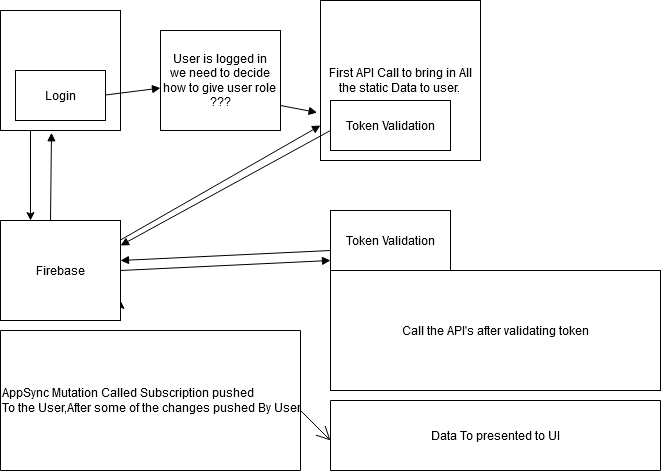 Login
User is logged in
we need to decide
how to give user role
???
First API Call to bring in All
the static Data to user.
Token Validation
Firebase
Token Validation
Call the API's after validating token
AppSync Mutation Called Subscription pushed
To the User,After some of the changes pushed By User
Data To presented to UI